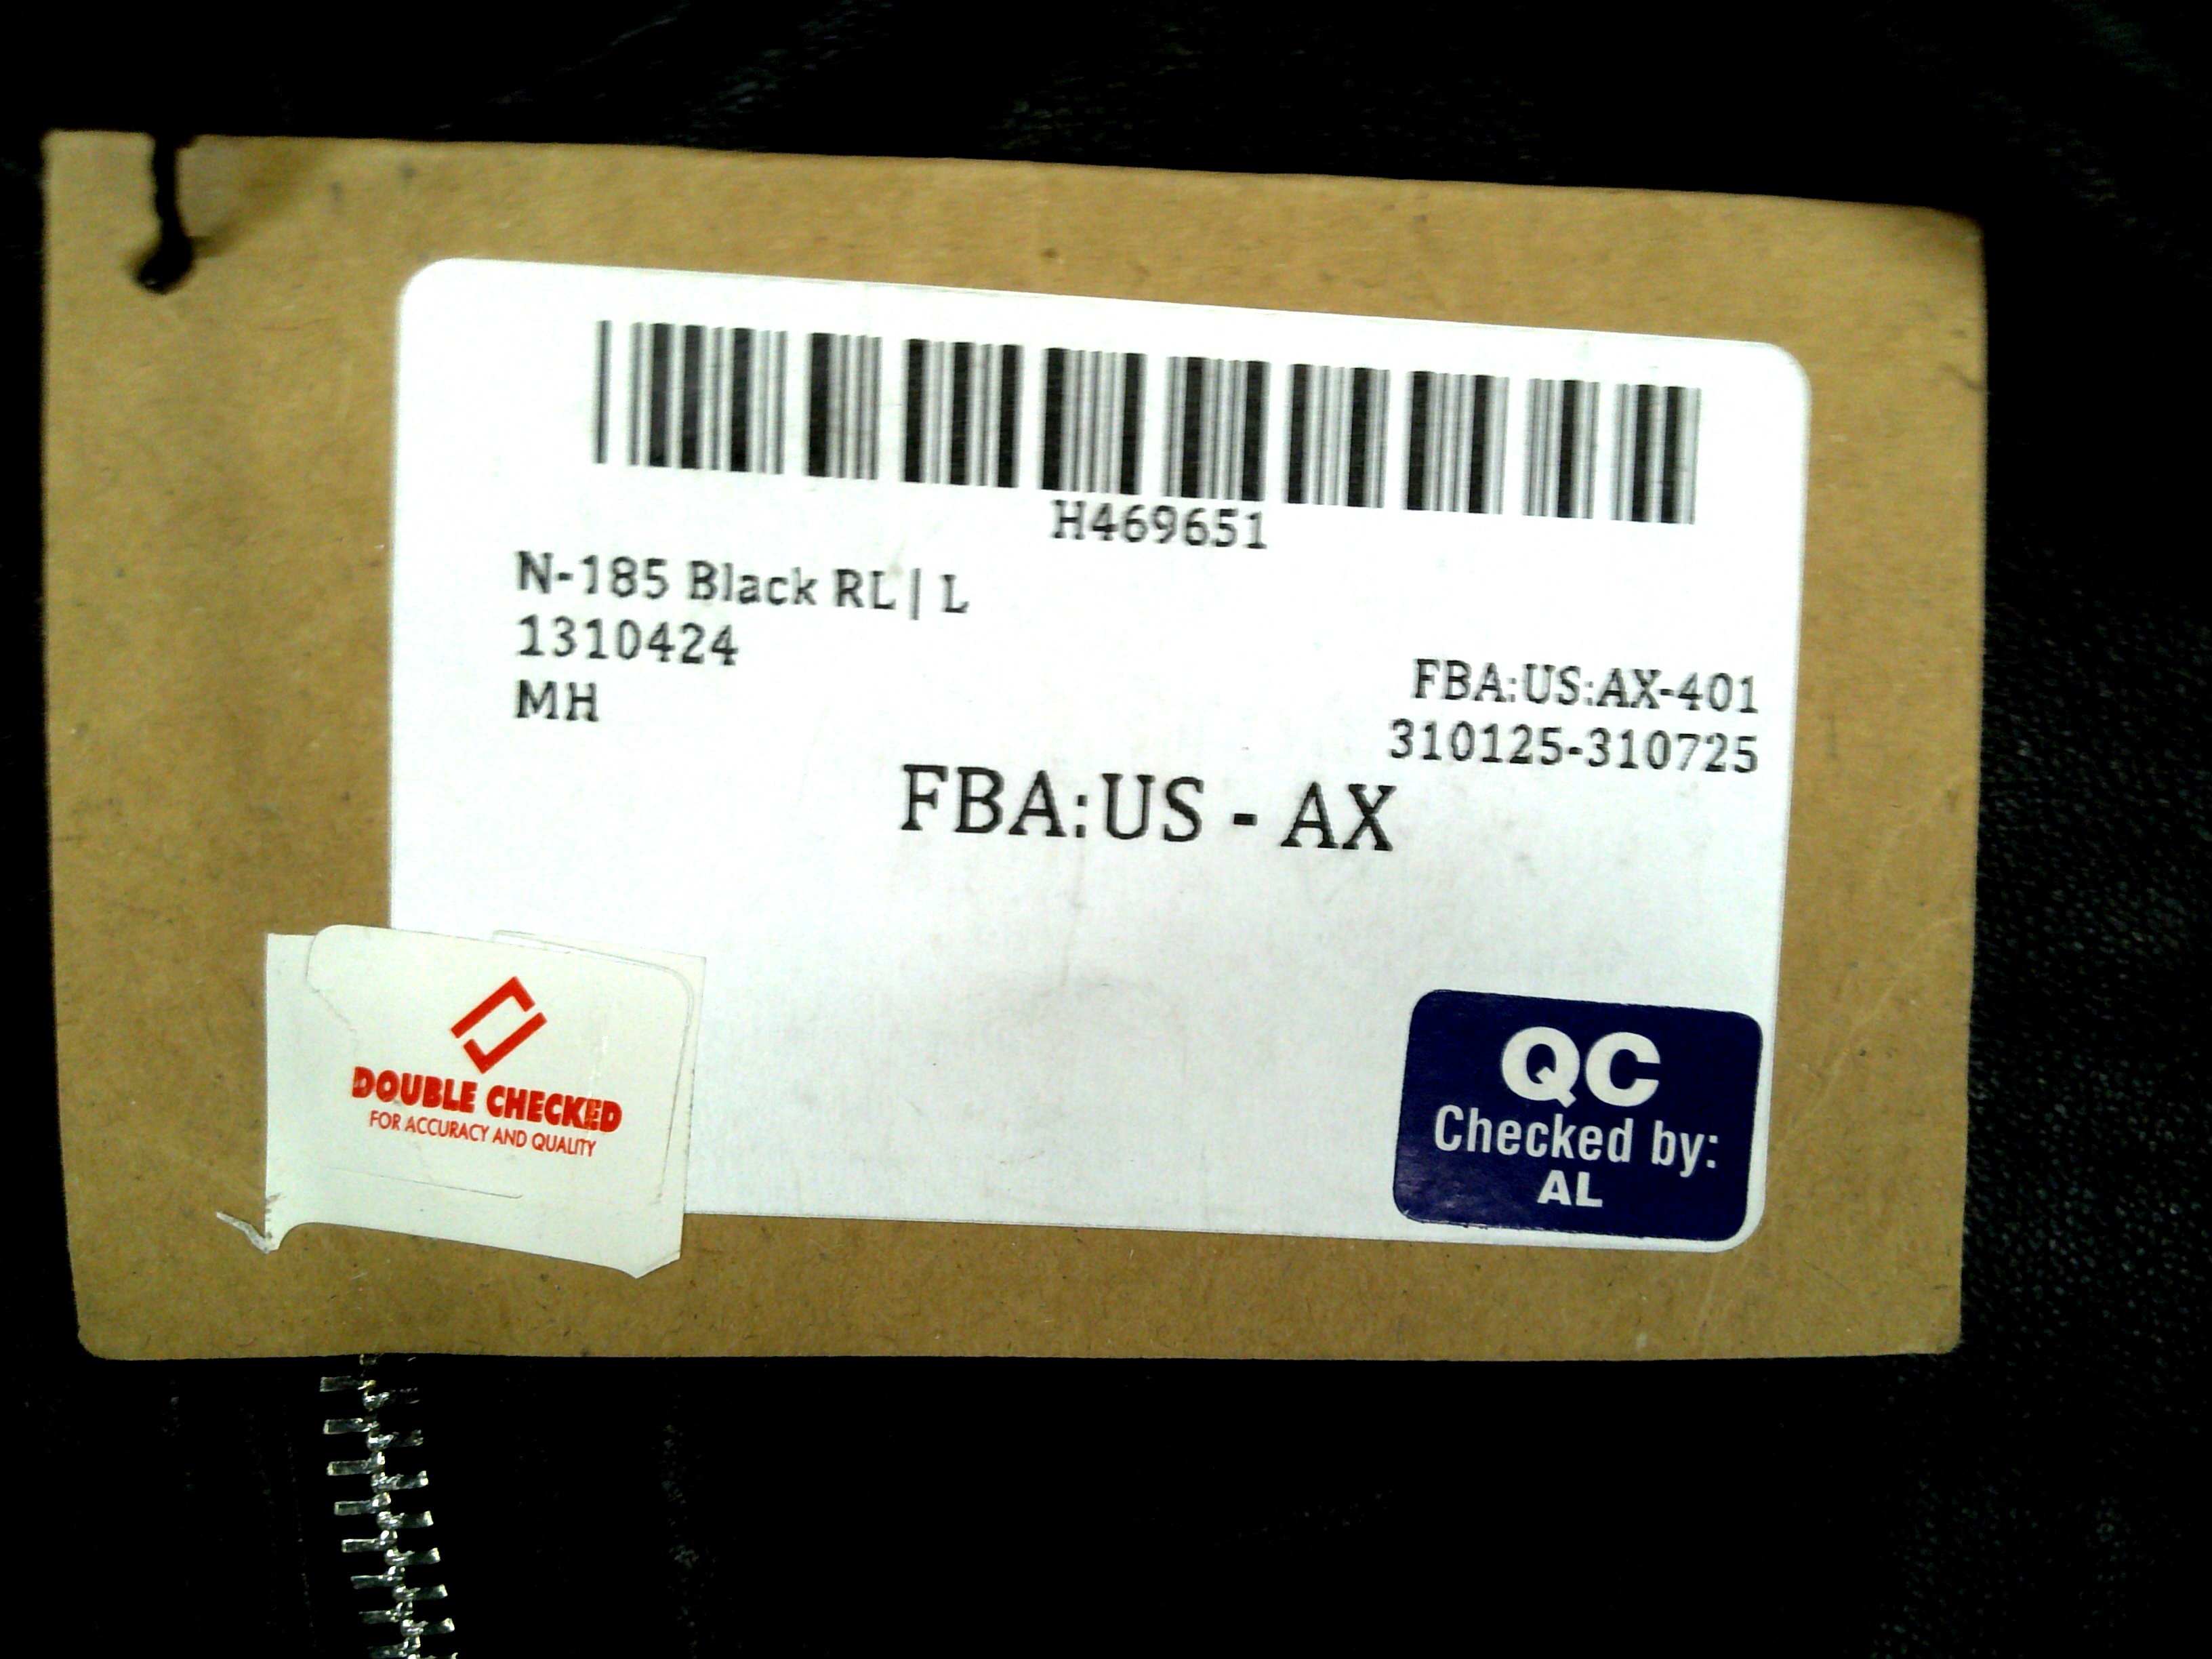 H469651
N-185 Black RL| L
1310424
MH
FBA:US:AX-401
310125-310725
FBA:US - AX
DOUBLE CHECKED
FOR ACCURACY AND QUALITY
QC
Checked by:
AL